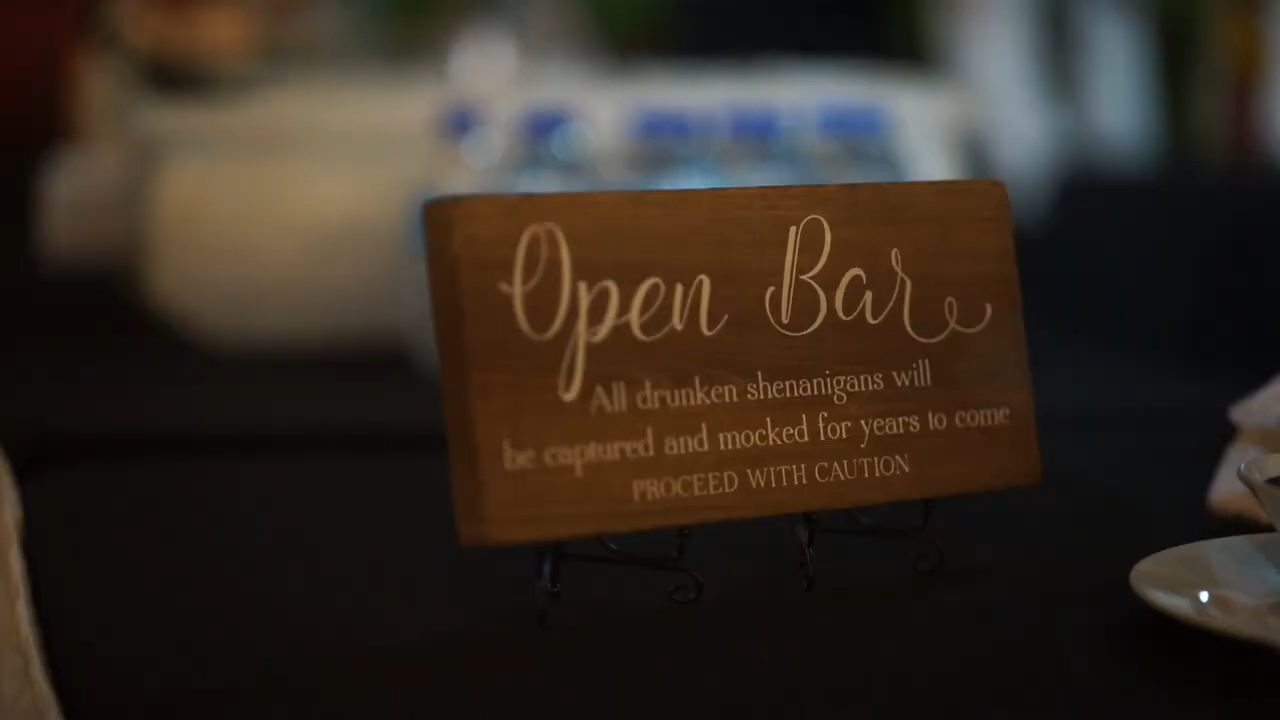 Open Bar
All drunken shenanigans will
be captured and mocked for years to come
PROCEED WITH CAUTION